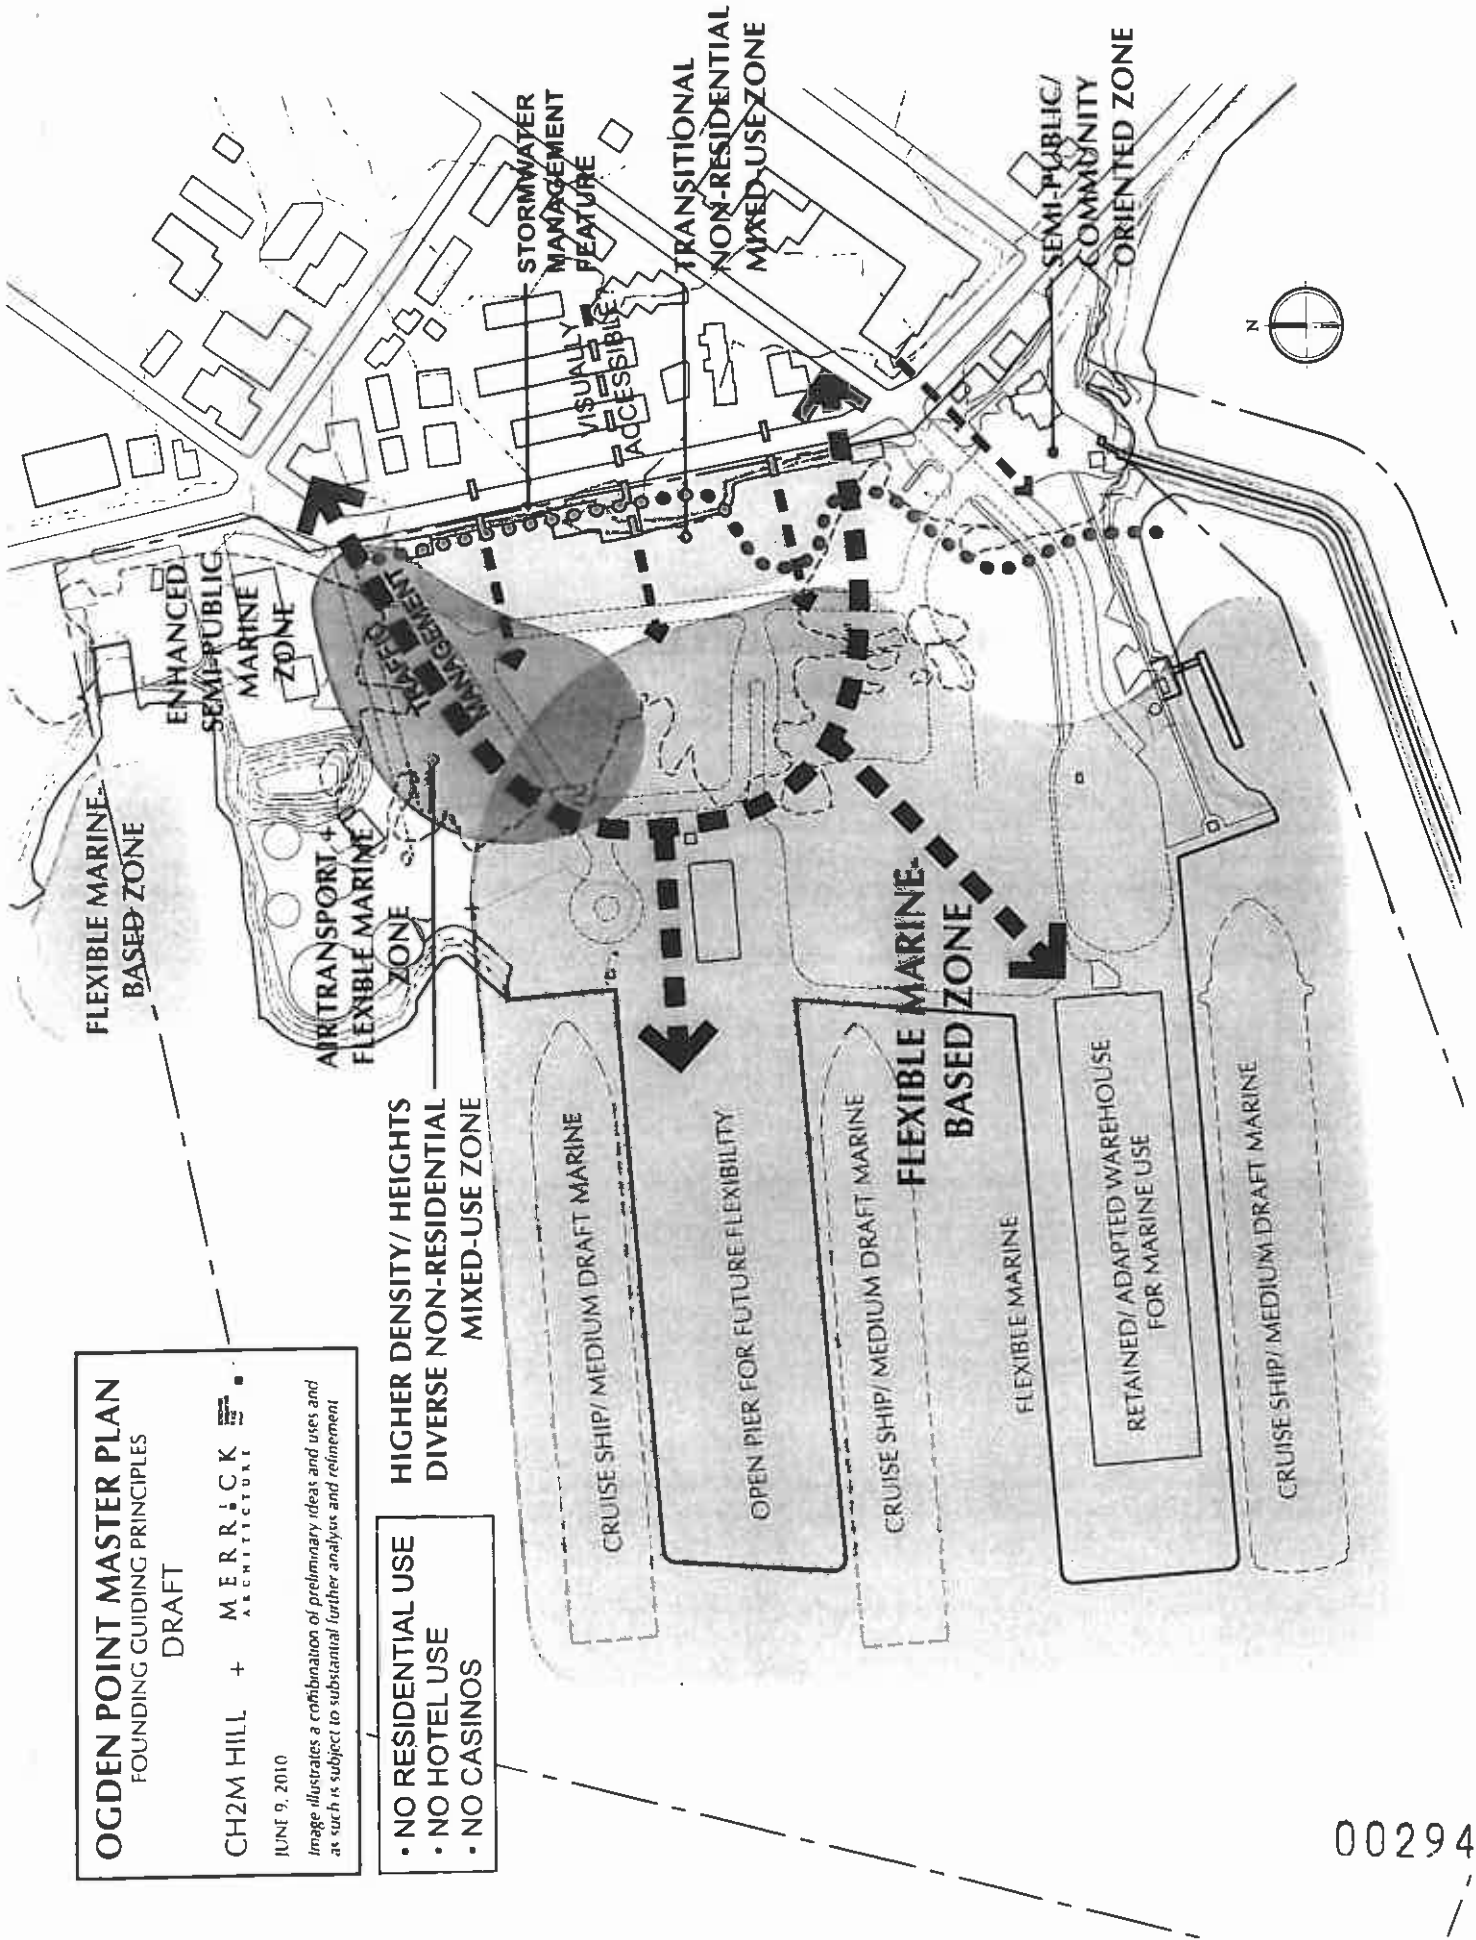 OGDEN POINT MASTER PLAN
FOUNDING GUIDING PRINCIPLES
DRAFT
CH2M HILL + MERRICK
ARCHITECTURE
JUNE 9, 2010
Image illustrates a combination of preliminary ideas and uses and
as such is subject to substantial further analysis and refinement
• NO RESIDENTIAL USE
• NO HOTEL USE
• NO CASINOS
HIGHER DENSITY/ HEIGHTS
DIVERSE NON-RESIDENTIAL
MIXED-USE ZONE
FLEXIBLE MARINE-
BASED ZONE
AIRTRANSPORT +
FLEXIBLE MARINE
ZONE
ENHANCED
SEMI-PUBLIC
MARINE
ZONE
TRAFFIC
MANAGEMENT
STORMWATER
MANAGEMENT
FEATURE
VISUALLY
ACCESSIBLE
TRANSITIONAL
NON-RESIDENTIAL
MIXED-USE ZONE
SEMI-PUBLIC/
COMMUNITY
ORIENTED ZONE
N
CRUISE SHIP/ MEDIUM DRAFT MARINE
OPEN PIER FOR FUTURE FLEXIBILITY
CRUISE SHIP/ MEDIUM DRAFT MARINE
FLEXIBLE MARINE-
BASED ZONE
FLEXIBLE MARINE
RETAINED/ ADAPTED WAREHOUSE
FOR MARINE USE
CRUISE SHIP/ MEDIUM DRAFT MARINE
00294